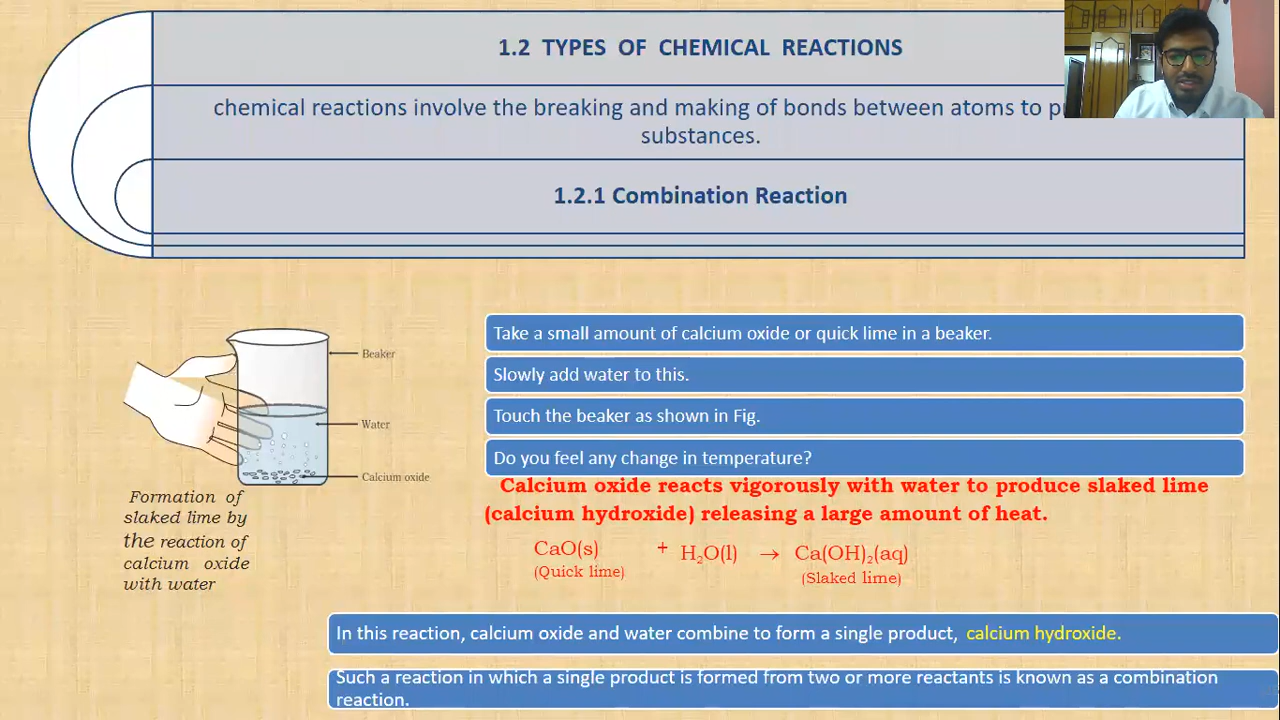 1.2 TYPES OF CHEMICAL REACTIONS
chemical reactions involve the breaking and making of bonds between atoms to
substances.
1.2.1 Combination Reaction
Beaker
Water
Calcium oxide
Formation of
slaked lime by
the reaction of
calcium oxide
with water
Take a small amount of calcium oxide or quick lime in a beaker.
Slowly add water to this.
Touch the beaker as shown in Fig.
Do you feel any change in temperature?
Calcium oxide reacts vigorously with water to produce slaked lime
(calcium hydroxide) releasing a large amount of heat.
CaO(s) + H₂O(l) → Ca(OH)₂(aq)
(Quick lime) (Slaked lime)
In this reaction, calcium oxide and water combine to form a single product, calcium hydroxide.
Such a reaction in which a single product is formed from two or more reactants is known as a combination
reaction.